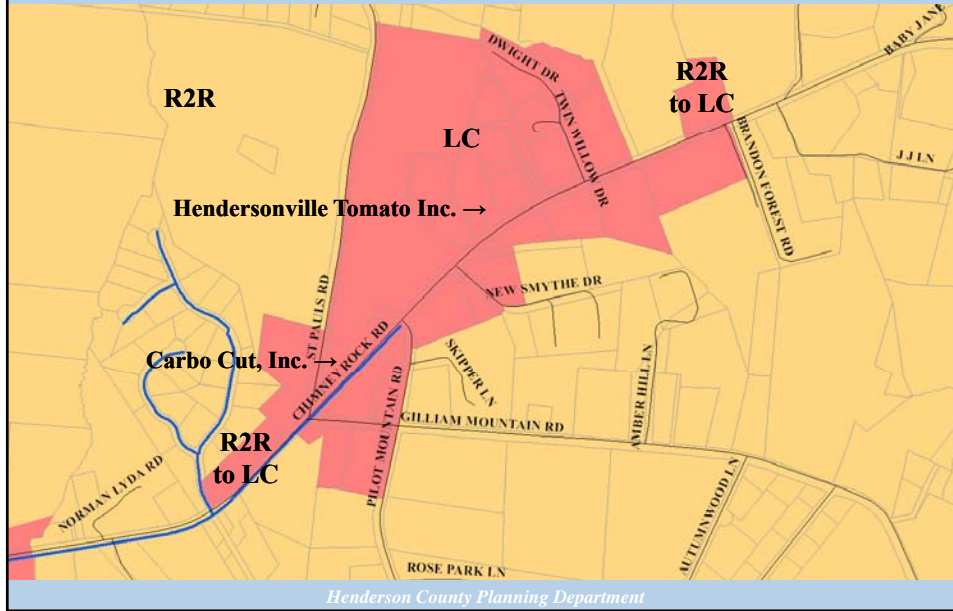 BABY JANE
DWIGHT DR
R2R
to LC
R2R
TWIN WILLOW DR
LC
BRANDON FOREST RD
J J LN
Hendersonville Tomato Inc. →
ST PAULS RD
NEW SMYTHE DR
CHIMNEY ROCK RD
Carbo Cut, Inc. →
SKIPPER LN
AMBER HILL LN
PILOT MOUNTAIN RD
GILLIAM MOUNTAIN RD
R2R
to LC
NORMAN LYDA RD
AUTUMNWOOD LN
ROSE PARK LN
Henderson County Planning Department